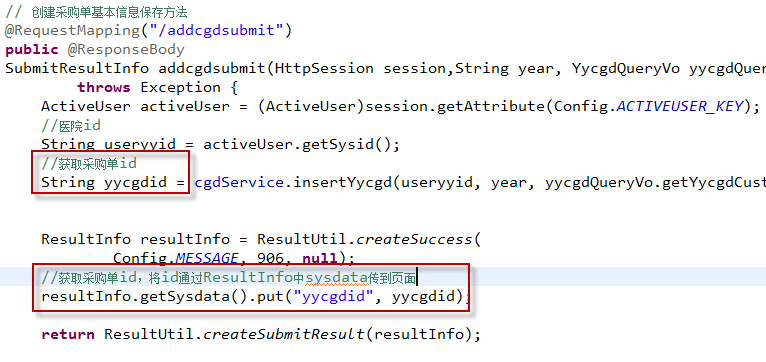 // 创建采购单基本信息保存方法
@RequestMapping("/addcgdsubmit")
public @ResponseBody
SubmitResultInfo addcgdsubmit(HttpSession session,String year, YycgdQueryVo yycgdQuer
throws Exception {
ActiveUser activeUser = (ActiveUser)session.getAttribute(Config.ACTIVEUSER_KEY);
//医院id
String useryyid = activeUser.getSysid();
//获取采购单id
String yycgdid = cgdService.insertYycgd(useryyid, year, yycgdQueryVo.getYycgdCust
ResultInfo resultInfo = ResultUtil.createSuccess(
Config.MESSAGE, 906, null);
//获取采购单id，将id通过ResultInfo中sysdata传到页面
resultInfo.getSysdata().put("yycgdid", yycgdid);
return ResultUtil.createSubmitResult(resultInfo);